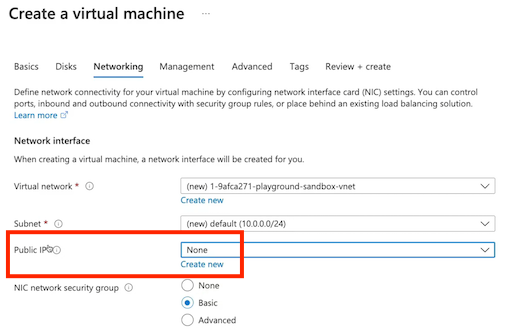 Create a virtual machine ...
Basics Disks Networking Management Advanced Tags Review + create
Define network connectivity for your virtual machine by configuring network interface card (NIC) settings. You can control
ports, inbound and outbound connectivity with security group rules, or place behind an existing load balancing solution.
Learn more
Network interface
When creating a virtual machine, a network interface will be created for you.
Virtual network * (new) 1-9afca271-playground-sandbox-vnet
Create new
Subnet * (new) default (10.0.0.0/24)
Public IP None
Create new
NIC network security group None
Basic
Advanced